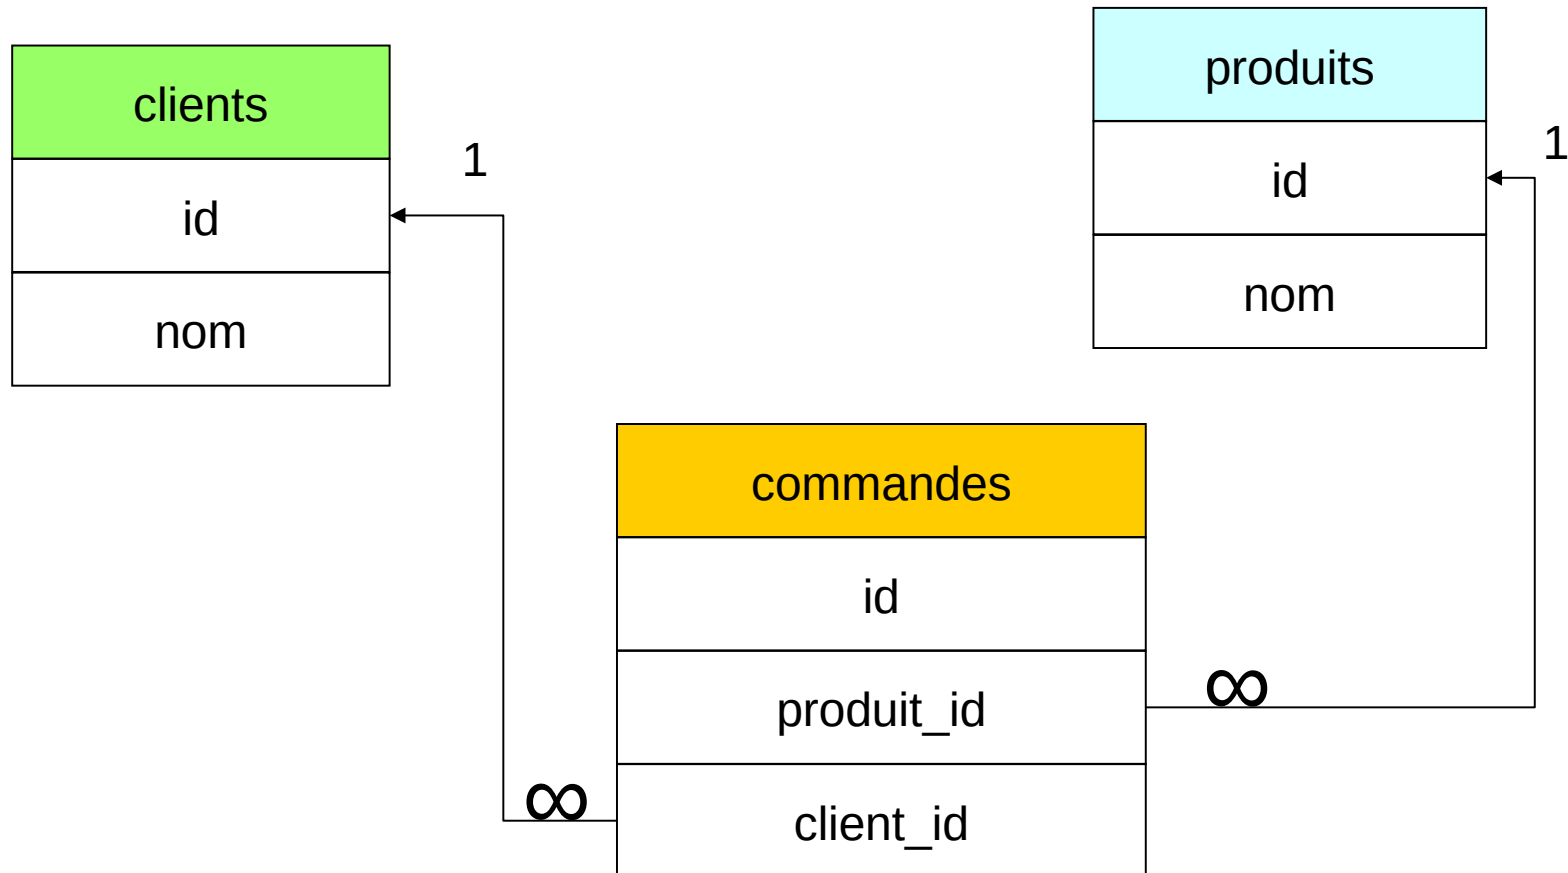 clients
id
nom
1
produits
id
nom
1
commandes
id
produit_id
client_id
∞
∞